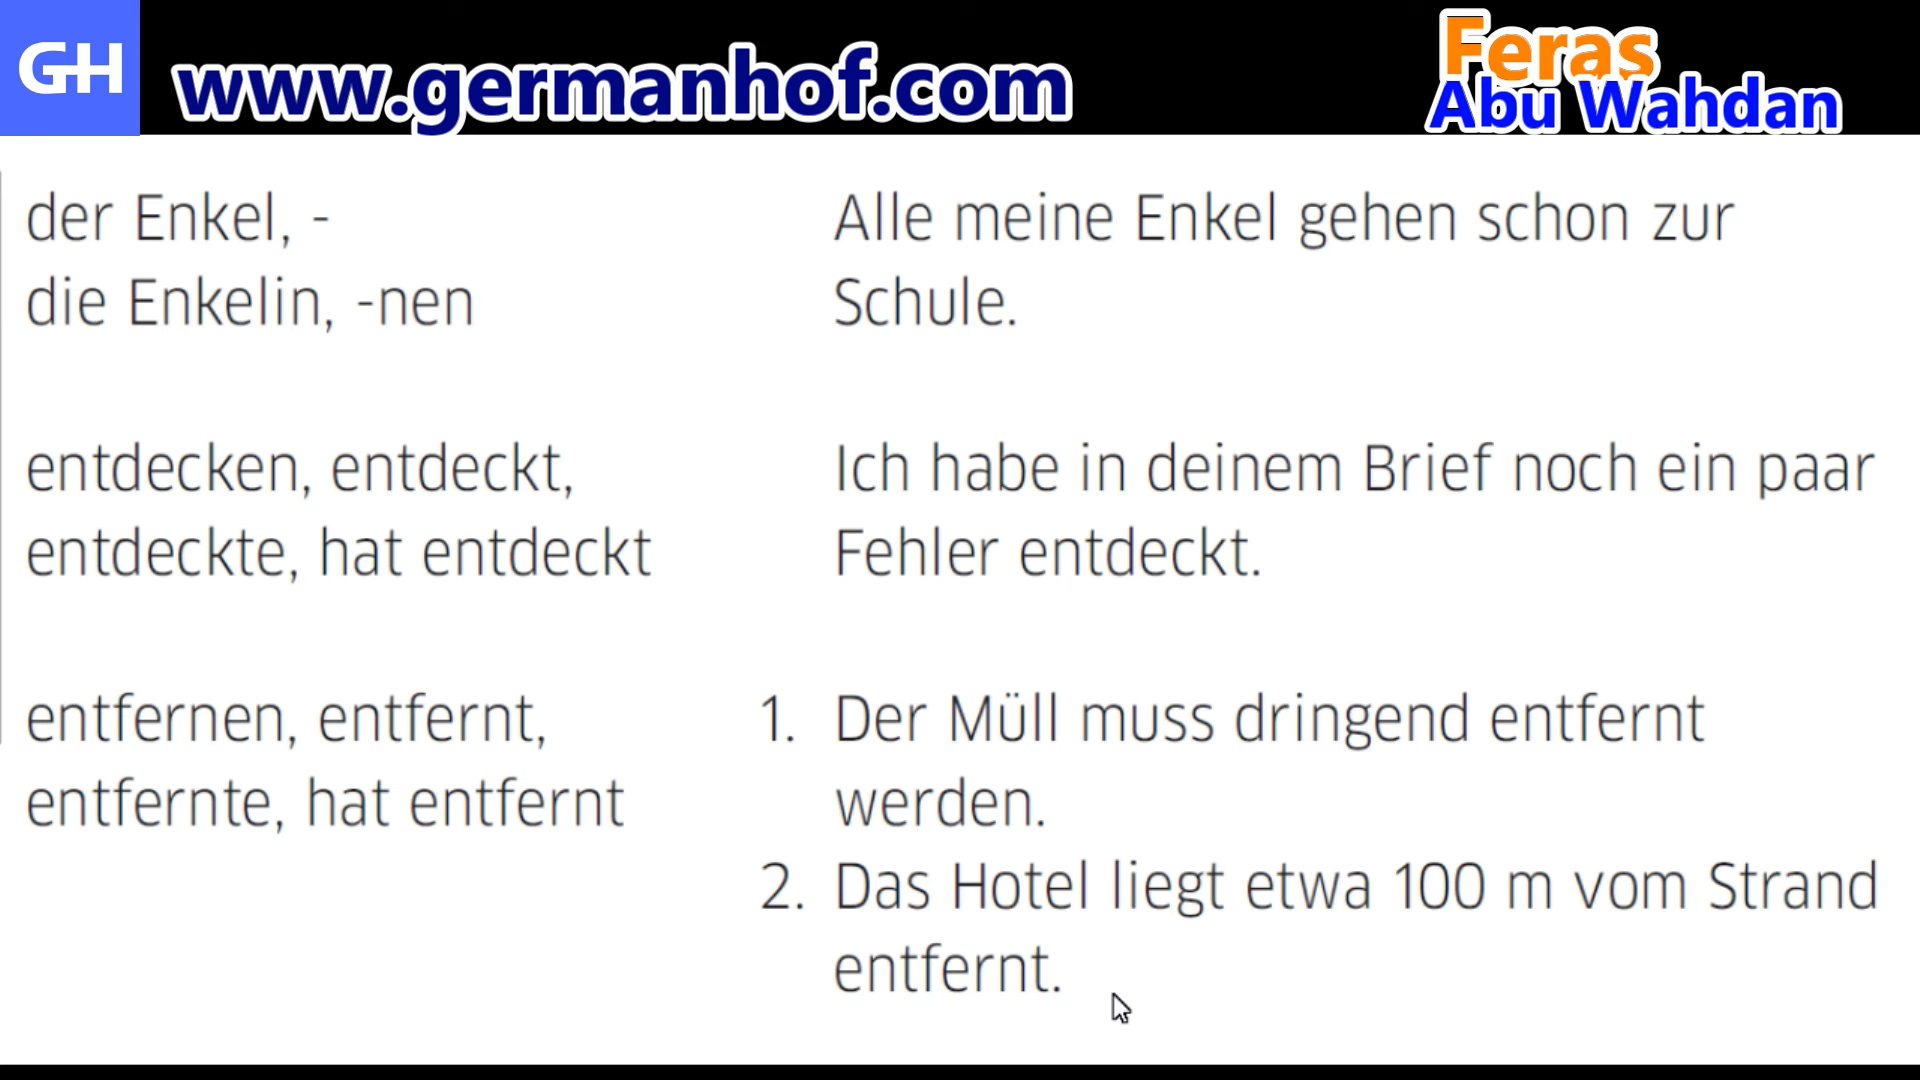 GH
www.germanhof.com
Feras
Abu Wahdan
der Enkel, -
die Enkelin, -nen
Alle meine Enkel gehen schon zur
Schule.
entdecken, entdeckt,
entdeckte, hat entdeckt
Ich habe in deinem Brief noch ein paar
Fehler entdeckt.
entfernen, entfernt,
entfernte, hat entfernt
1. Der Müll muss dringend entfernt
werden.
2. Das Hotel liegt etwa 100 m vom Strand
entfernt.